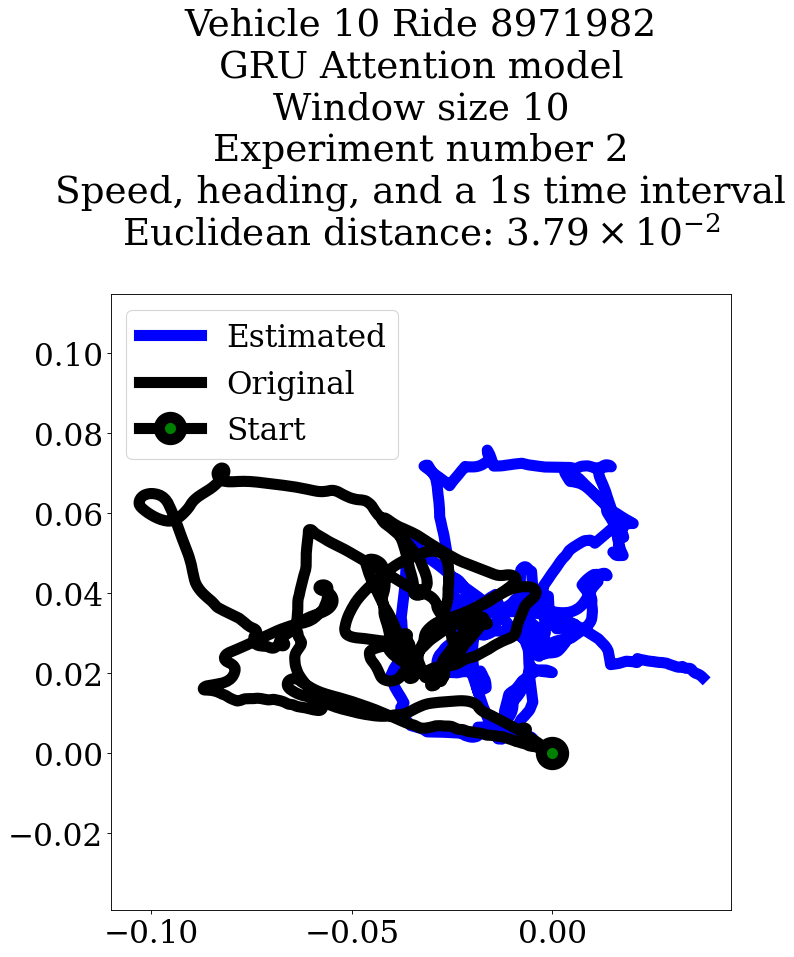 Vehicle 10 Ride 8971982
GRU Attention model
Window size 10
Experiment number 2
Speed, heading, and a 1s time interval
Euclidean distance: 3.79 × 10⁻²
Estimated
Original
Start
0.10
0.08
0.06
0.04
0.02
0.00
−0.02
−0.10
−0.05
0.00